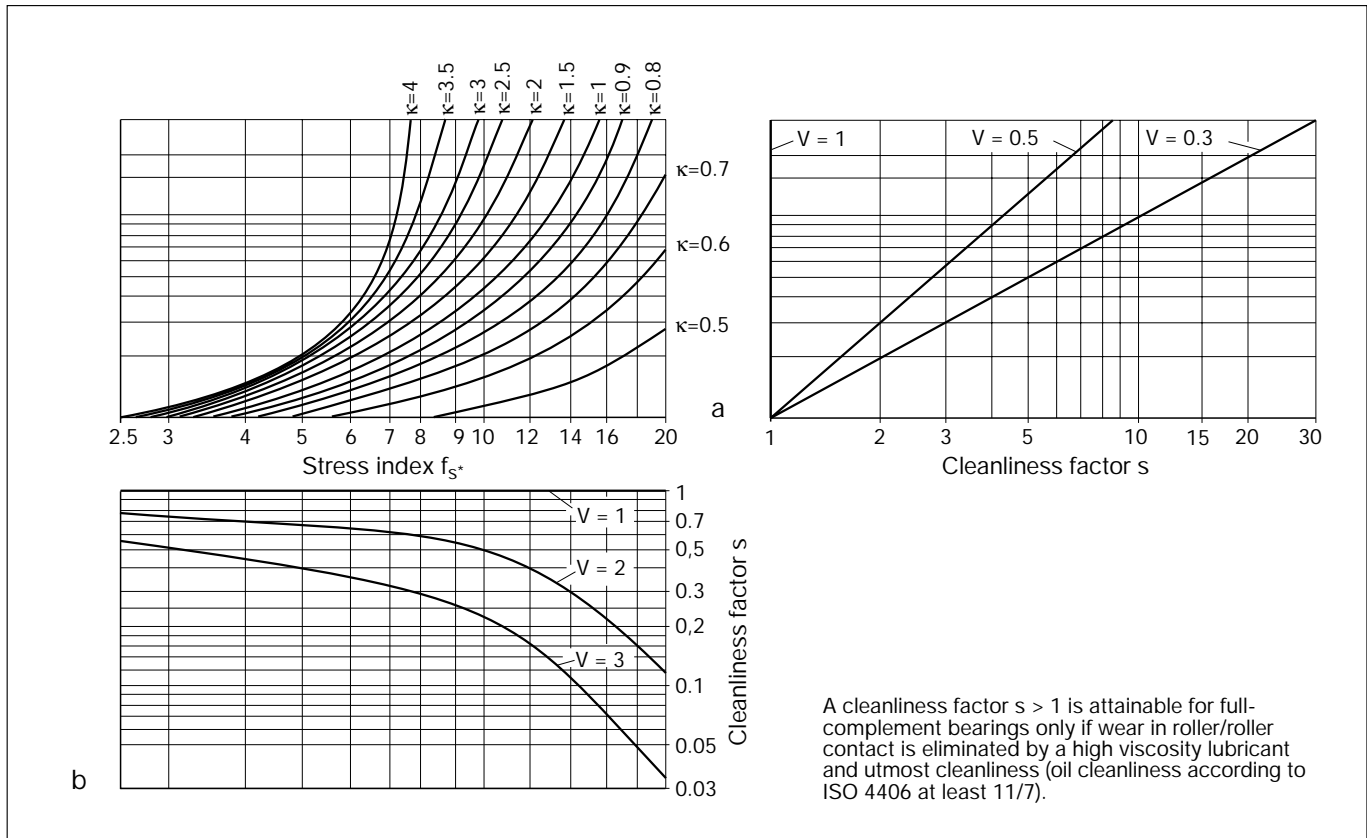 κ=4 κ=3.5 κ=3 κ=2.5 κ=2 κ=1.5 κ=1 κ=0.9 κ=0.8
κ=0.7
κ=0.6
κ=0.5
2.5 3 4 5 6 7 8 9 10 12 14 16 20
Stress index fs*
a
V = 1 V = 0.5 V = 0.3
1 2 3 5 10 15 20 30
Cleanliness factor s
V = 1
V = 2
V = 3
1
0.7
0,5
0.3
0,2
0.1
0.05
0.03
Cleanliness factor s
b
A cleanliness factor s > 1 is attainable for full-
complement bearings only if wear in roller/roller
contact is eliminated by a high viscosity lubricant
and utmost cleanliness (oil cleanliness according to
ISO 4406 at least 11/7).